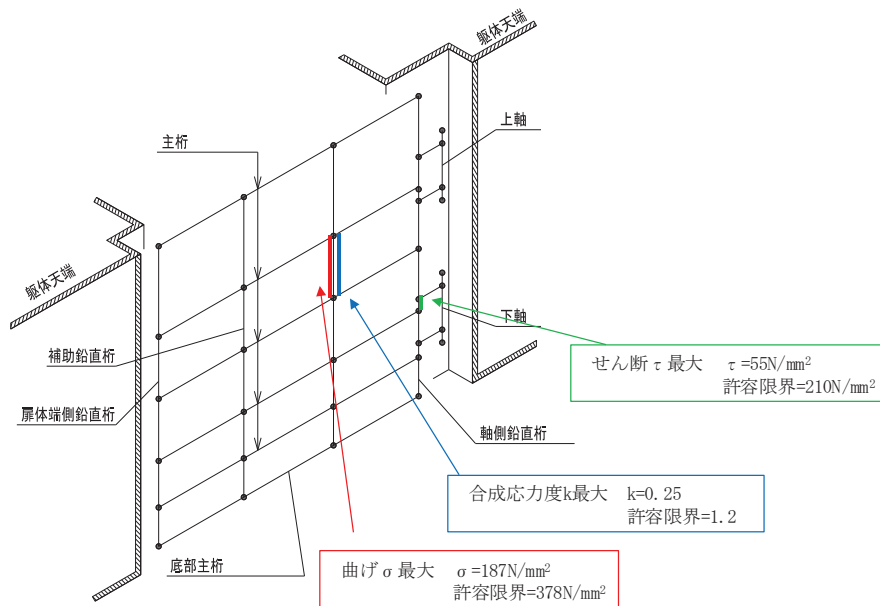 躯体天端
上軸
主桁
躯体天端
下軸
補助鉛直桁
せん断τ最大 τ=55N/mm²
許容限界=210N/mm²
扉体端側鉛直桁
軸側鉛直桁
合成応力度k最大 k=0.25
許容限界=1.2
底部主桁
曲げσ最大 σ=187N/mm²
許容限界=378N/mm²